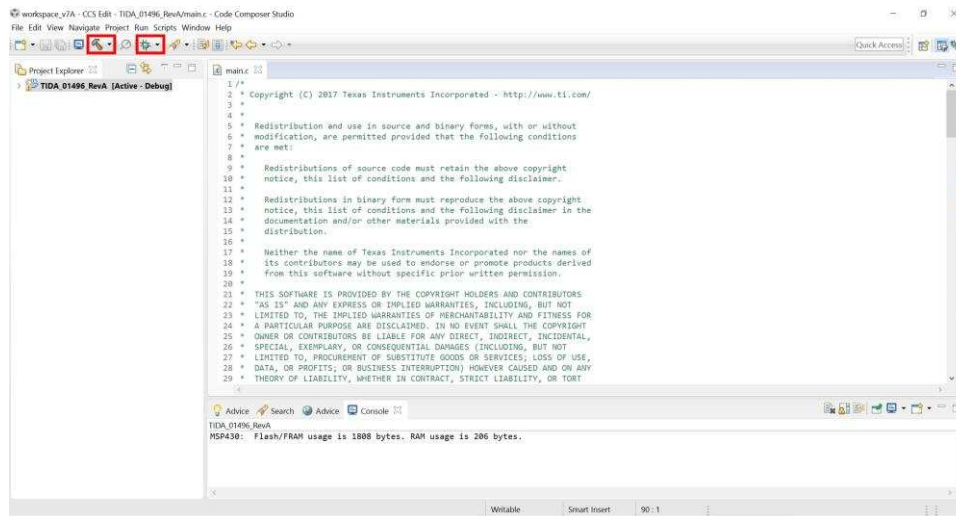 workspace_v7A - CCS Edit - TIDA_01496_RevA/main.c - Code Composer Studio
File Edit View Navigate Project Run Scripts Window Help
Quick Access
Project Explorer
main.c
TIDA_01496_RevA [Active - Debug]
1 /*
2 * Copyright (C) 2017 Texas Instruments Incorporated - http://www.ti.com/
3 *
4 *
5 * Redistribution and use in source and binary forms, with or without
6 * modification, are permitted provided that the following conditions
7 * are met:
8 *
9 * Redistributions of source code must retain the above copyright
10 * notice, this list of conditions and the following disclaimer.
11 *
12 * Redistributions in binary form must reproduce the above copyright
13 * notice, this list of conditions and the following disclaimer in the
14 * documentation and/or other materials provided with the
15 * distribution.
16 *
17 * Neither the name of Texas Instruments Incorporated nor the names of
18 * its contributors may be used to endorse or promote products derived
19 * from this software without specific prior written permission.
20 *
21 * THIS SOFTWARE IS PROVIDED BY THE COPYRIGHT HOLDERS AND CONTRIBUTORS
22 * "AS IS" AND ANY EXPRESS OR IMPLIED WARRANTIES, INCLUDING, BUT NOT
23 * LIMITED TO, THE IMPLIED WARRANTIES OF MERCHANTABILITY AND FITNESS FOR
24 * A PARTICULAR PURPOSE ARE DISCLAIMED. IN NO EVENT SHALL THE COPYRIGHT
25 * OWNER OR CONTRIBUTORS BE LIABLE FOR ANY DIRECT, INDIRECT, INCIDENTAL,
26 * SPECIAL, EXEMPLARY, OR CONSEQUENTIAL DAMAGES (INCLUDING, BUT NOT
27 * LIMITED TO, PROCUREMENT OF SUBSTITUTE GOODS OR SERVICES; LOSS OF USE,
28 * DATA, OR PROFITS; OR BUSINESS INTERRUPTION) HOWEVER CAUSED AND ON ANY
29 * THEORY OF LIABILITY, WHETHER IN CONTRACT, STRICT LIABILITY, OR TORT
Advice Search Advice Console
TIDA_01496_RevA
MSP430: Flash/FRAM usage is 1808 bytes. RAM usage is 206 bytes.
Writable Smart Insert 90 : 1